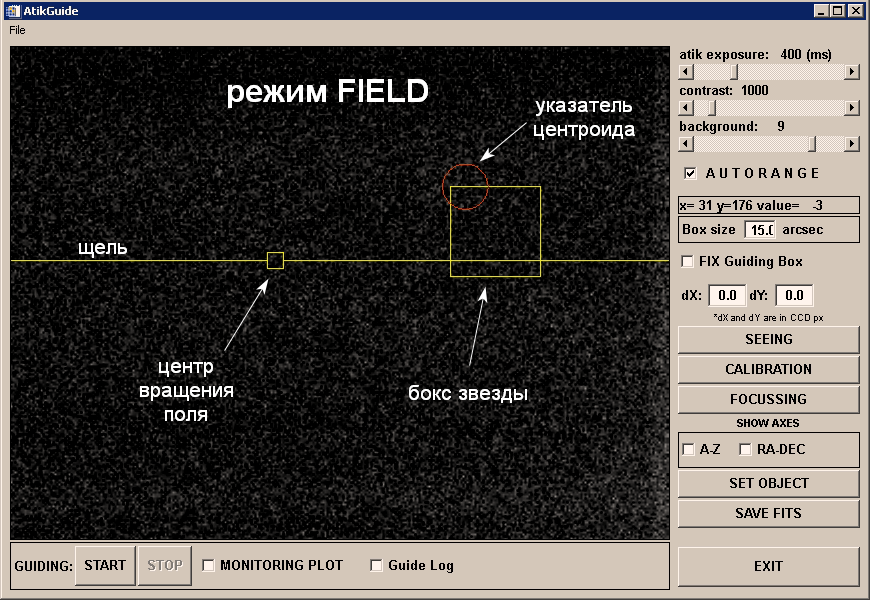 AtikGuide
File
режим FIELD
указатель
центроида
щель
центр
вращения
поля
бокс звезды
atik exposure: 400 (ms)
contrast: 1000
background: 9
AUTORANGE
x= 31 y=176 value= -3
Box size 15.0 arcsec
FIX Guiding Box
dX: 0.0 dY: 0.0
*dX and dY are in CCD px
SEEING
CALIBRATION
FOCUSSING
SHOW AXES
A-Z RA-DEC
SET OBJECT
SAVE FITS
GUIDING: START STOP MONITORING PLOT Guide Log
EXIT